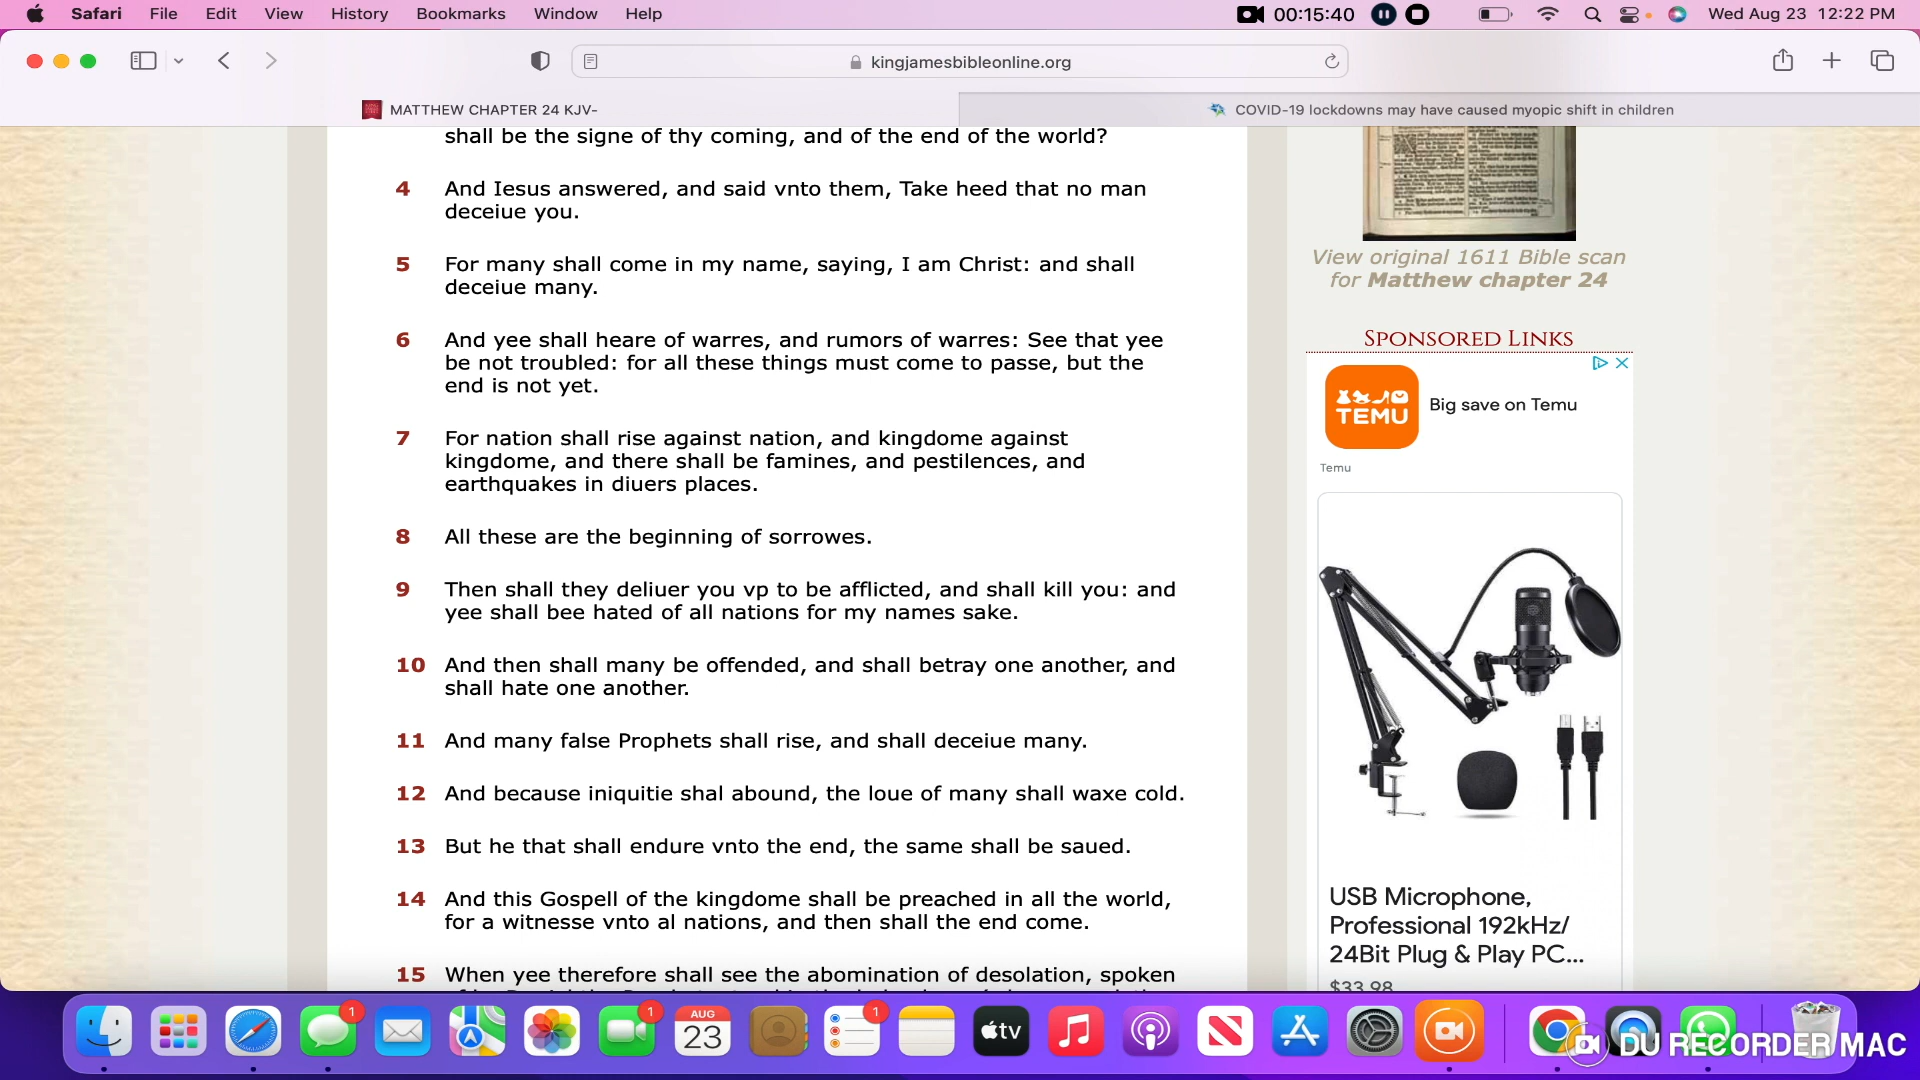 Safari File Edit View History Bookmarks Window Help 00:15:40 Wed Aug 23 12:22 PM
kingjamesbibleonline.org
MATTHEW CHAPTER 24 KJV-
COVID-19 lockdowns may have caused myopic shift in children
shall be the signe of thy coming, and of the end of the world?
4 And Iesus answered, and said vnto them, Take heed that no man
deceiue you.
5 For many shall come in my name, saying, I am Christ: and shall
deceiue many.
6 And yee shall heare of warres, and rumors of warres: See that yee
be not troubled: for all these things must come to passe, but the
end is not yet.
7 For nation shall rise against nation, and kingdome against
kingdome, and there shall be famines, and pestilences, and
earthquakes in diuers places.
8 All these are the beginning of sorrowes.
9 Then shall they deliuer you vp to be afflicted, and shall kill you: and
yee shall bee hated of all nations for my names sake.
10 And then shall many be offended, and shall betray one another, and
shall hate one another.
11 And many false Prophets shall rise, and shall deceiue many.
12 And because iniquitie shal abound, the loue of many shall waxe cold.
13 But he that shall endure vnto the end, the same shall be saued.
14 And this Gospell of the kingdome shall be preached in all the world,
for a witnesse vnto al nations, and then shall the end come.
15 When yee therefore shall see the abomination of desolation, spoken
View original 1611 Bible scan
for Matthew chapter 24
SPONSORED LINKS
TEMU
Big save on Temu
Temu
USB Microphone,
Professional 192kHz/
24Bit Plug & Play PC...
$33.98
1
1
AUG
23
1
tv
DU RECORDER MAC